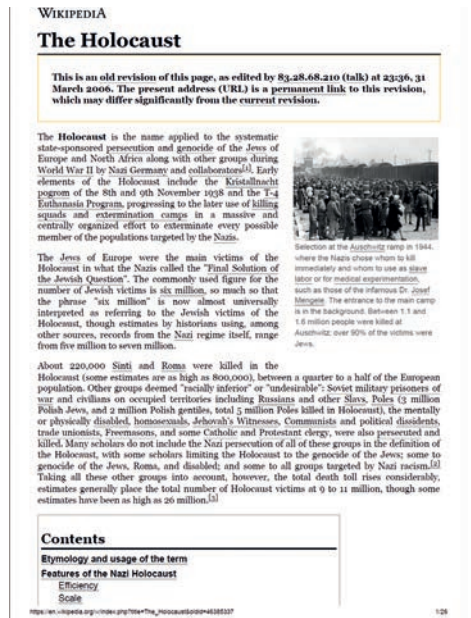 WIKIPEDIA
The Holocaust
This is an old revision of this page, as edited by 83.28.68.210 (talk) at 23:36, 31
March 2006. The present address (URL) is a permanent link to this revision,
which may differ significantly from the current revision.
The Holocaust is the name applied to the systematic
state-sponsored persecution and genocide of the Jews of
Europe and North Africa along with other groups during
World War II by Nazi Germany and collaborators[1]. Early
elements of the Holocaust include the Kristallnacht
pogrom of the 8th and 9th November 1938 and the T-4
Euthanasia Program, progressing to the later use of killing
squads and extermination camps in a massive and
centrally organized effort to exterminate every possible
member of the populations targeted by the Nazis.
The Jews of Europe were the main victims of the
Holocaust in what the Nazis called the "Final Solution of
the Jewish Question". The commonly used figure for the
number of Jewish victims is six million, so much so that
the phrase "six million" is now almost universally
interpreted as referring to the Jewish victims of the
Holocaust, though estimates by historians using, among
other sources, records from the Nazi regime itself, range
from five million to seven million.
Selection at the Auschwitz ramp in 1944,
where the Nazis chose whom to kill
immediately and whom to use as slave
labor or for medical experimentation,
such as those of the infamous Dr. Josef
Mengele. The entrance to the main camp
is in the background. Between 1.1 and
1.6 million people were killed at
Auschwitz; over 90% of the victims were
Jews.
About 220,000 Sinti and Roma were killed in the
Holocaust (some estimates are as high as 800,000), between a quarter to a half of the European
population. Other groups deemed "racially inferior" or "undesirable": Soviet military prisoners of
war and civilians on occupied territories including Russians and other Slavs, Poles (3 million
Polish Jews, and 2 million Polish gentiles, total 5 million Poles killed in Holocaust), the mentally
or physically disabled, homosexuals, Jehovah's Witnesses, Communists and political dissidents,
trade unionists, Freemasons, and some Catholic and Protestant clergy, were also persecuted and
killed. Many scholars do not include the Nazi persecution of all of these groups in the definition of
the Holocaust, with some scholars limiting the Holocaust to the genocide of the Jews; some to
genocide of the Jews, Roma, and disabled; and some to all groups targeted by Nazi racism.[2]
Taking all these other groups into account, however, the total death toll rises considerably,
estimates generally place the total number of Holocaust victims at 9 to 11 million, though some
estimates have been as high as 26 million.[3]
Contents
Etymology and usage of the term
Features of the Nazi Holocaust
Efficiency
Scale
https://en.wikipedia.org/w/index.php?title=The_Holocaust&oldid=46385337
1/26